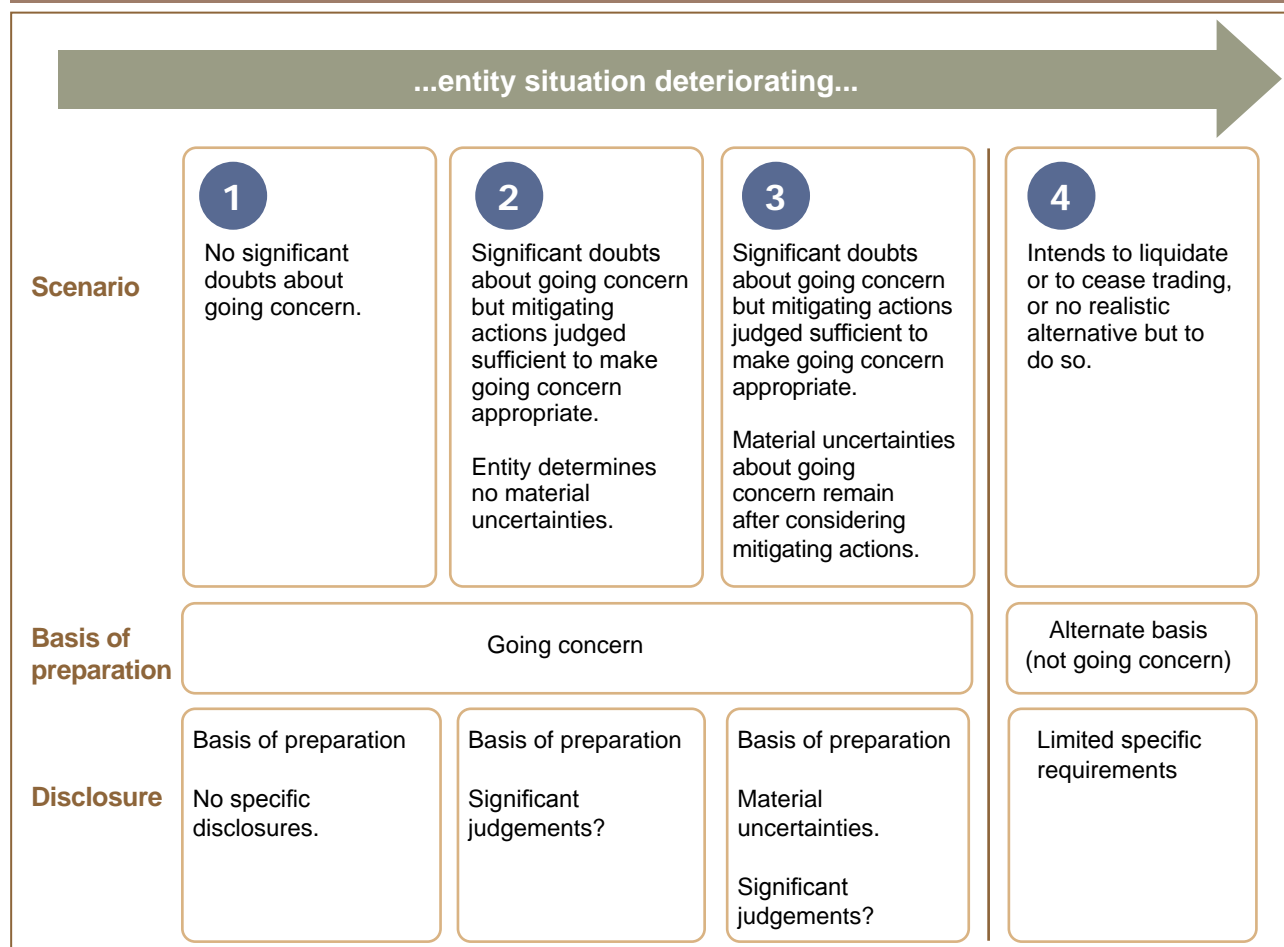 ...entity situation deteriorating...
Scenario
1
No significant
doubts about
going concern.
2
Significant doubts
about going concern
but mitigating
actions judged
sufficient to make
going concern
appropriate.
Entity determines
no material
uncertainties.
3
Significant doubts
about going concern
but mitigating actions
judged sufficient to
make going concern
appropriate.
Material uncertainties
about going
concern remain
after considering
mitigating actions.
4
Intends to liquidate
or to cease trading,
or no realistic
alternative but to
do so.
Basis of
preparation
Going concern
Alternate basis
(not going concern)
Disclosure
Basis of preparation
No specific
disclosures.
Basis of preparation
Significant
judgements?
Basis of preparation
Material
uncertainties.
Significant
judgements?
Limited specific
requirements